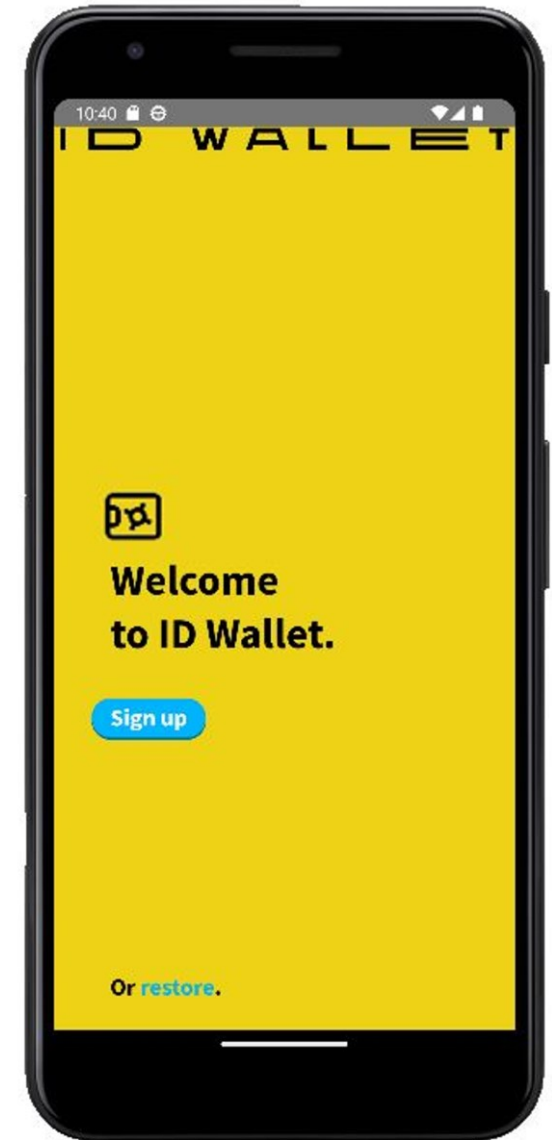 10:40
ID WALLET
Welcome
to ID Wallet.
Sign up
Or restore.